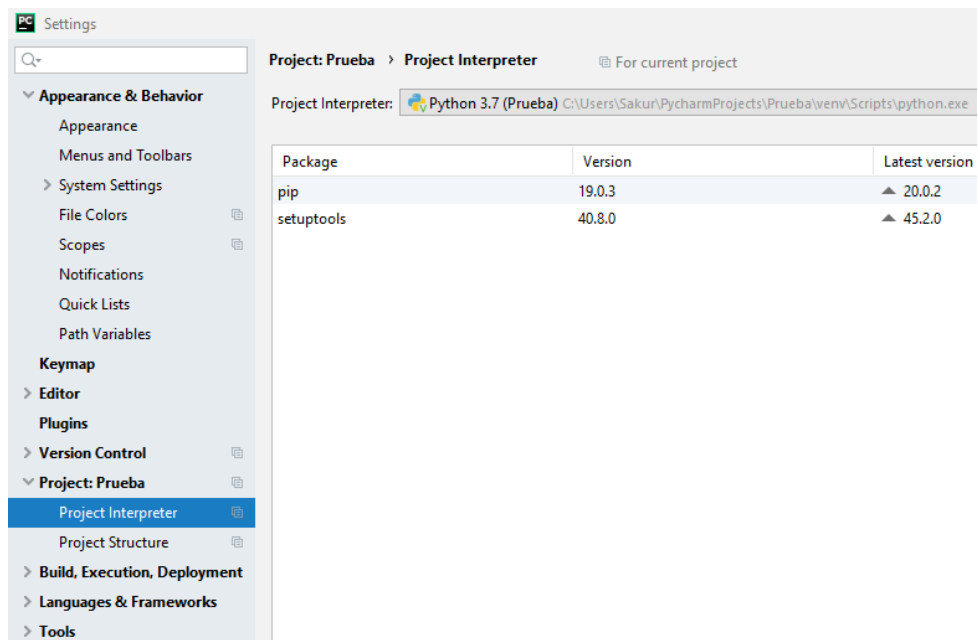 PC
Settings
Project: Prueba › Project Interpreter For current project
Appearance & Behavior
Project Interpreter: Python 3.7 (Prueba) C:\Users\Sakur\PycharmProjects\Prueba\venv\Scripts\python.exe
Appearance
Menus and Toolbars
Package Version Latest version
System Settings
pip 19.0.3 20.0.2
File Colors
setuptools 40.8.0 45.2.0
Scopes
Notifications
Quick Lists
Path Variables
Keymap
Editor
Plugins
Version Control
Project: Prueba
Project Interpreter
Project Structure
Build, Execution, Deployment
Languages & Frameworks
Tools